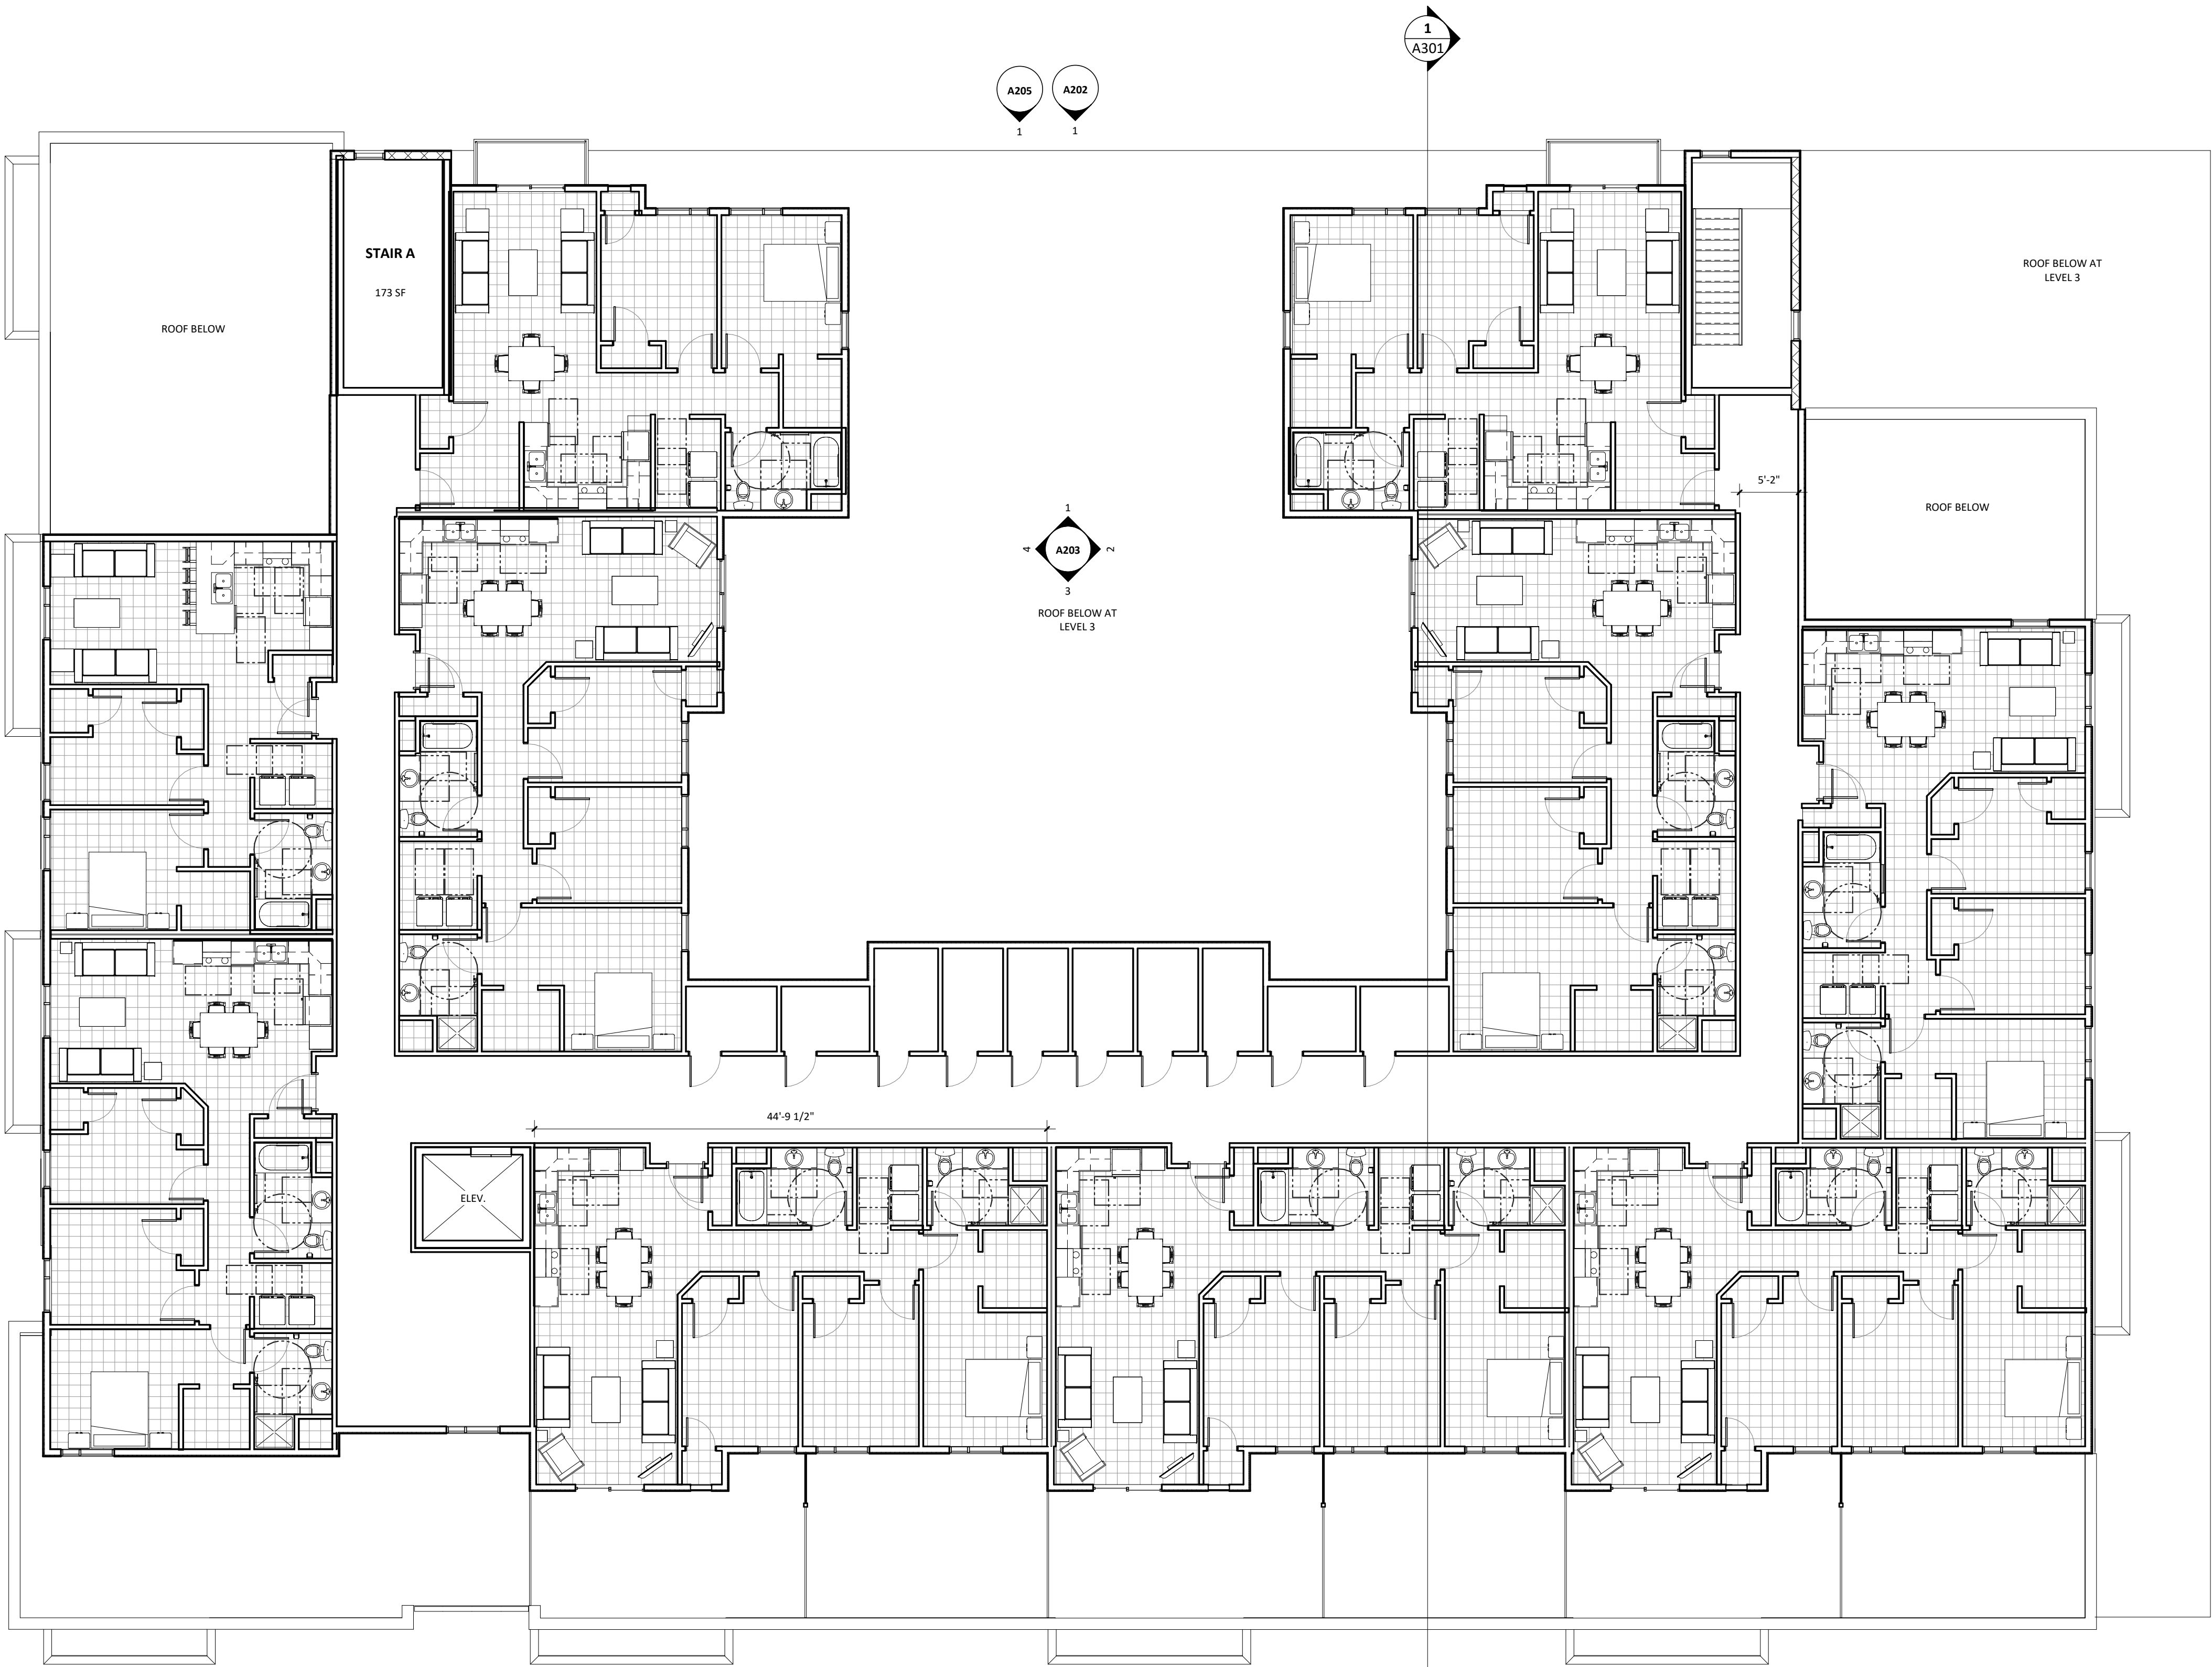 1
A301
A205
A202
1
1
STAIR A
173 SF
ROOF BELOW
ROOF BELOW AT
LEVEL 3
5'-2"
ROOF BELOW
1
4
A203
2
3
ROOF BELOW AT
LEVEL 3
44'-9 1/2"
ELEV.